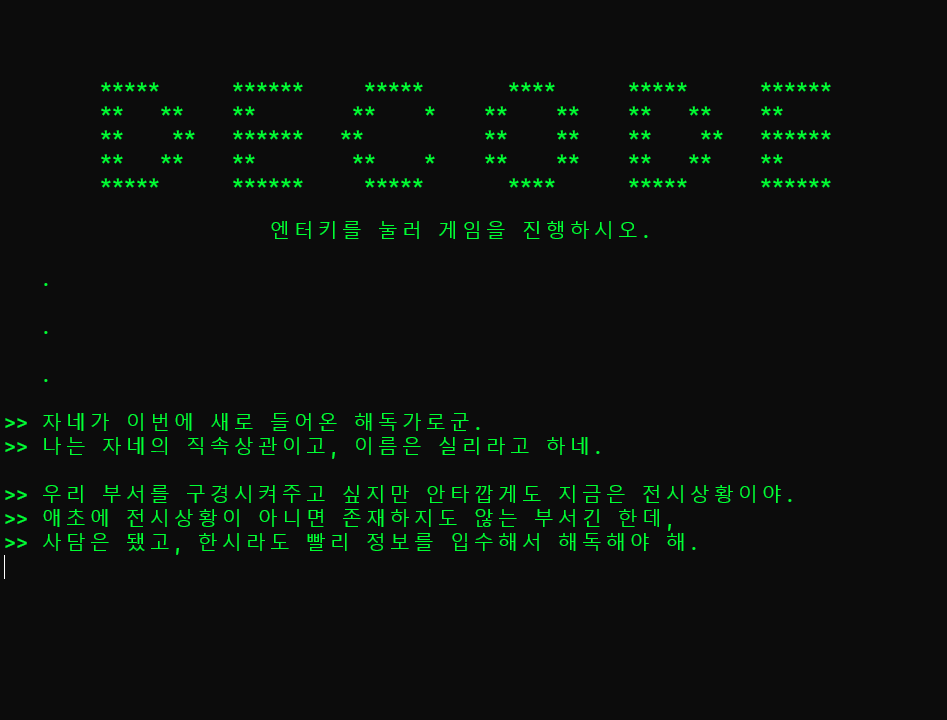 DECODE
엔터키를 눌러 게임을 진행하시오.
.
.
.
>> 자네가 이번에 새로 들어온 해독가로군.
>> 나는 자네의 직속상관이고, 이름은 실리라고 하네.
>> 우리 부서를 구경시켜주고 싶지만 안타깝게도 지금은 전시상황이야.
>> 애초에 전시상황이 아니면 존재하지도 않는 부서긴 한데,
>> 사담은 됐고, 한시라도 빨리 정보를 입수해서 해독해야 해.